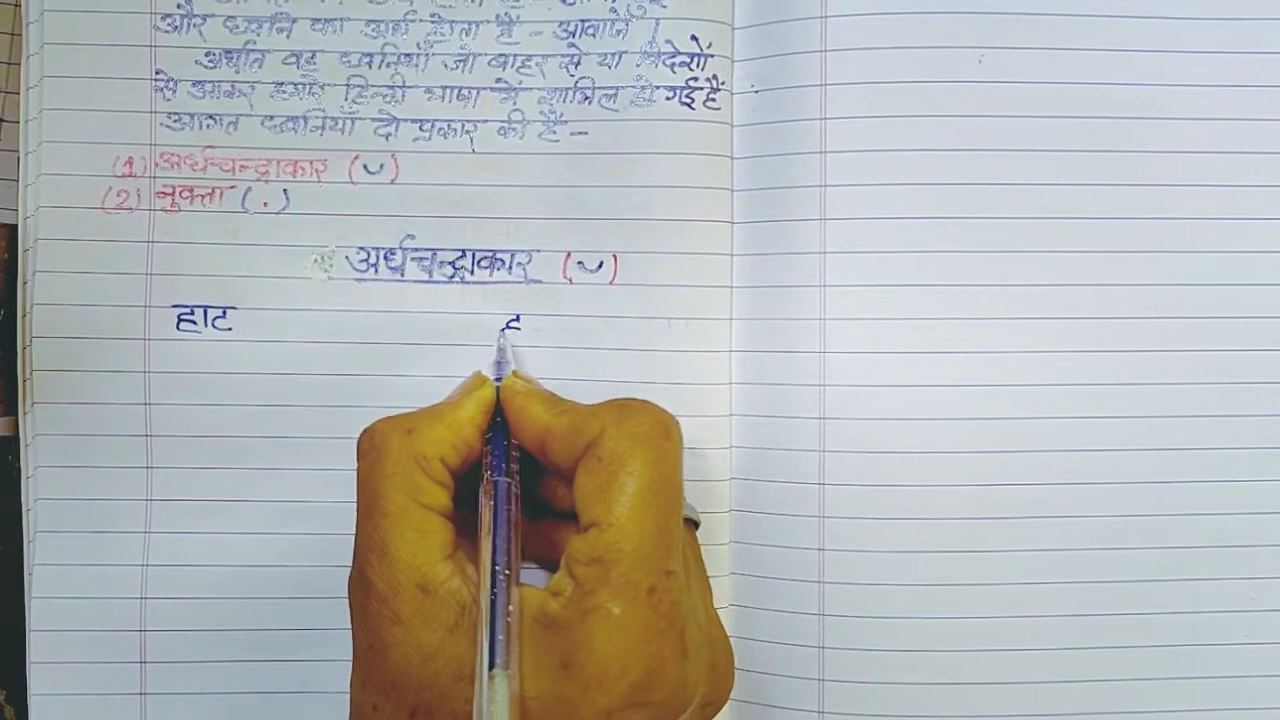 और ध्वनि का अर्थ होता है - आवाजें ।
अर्थात वह ध्वनियाँ जो बाहर से या विदेशों
से आकर हमारे हिन्दी भाषा में शामिल हो गई हैं
आगत ध्वनियाँ दो प्रकार की हैं -
(1) अर्धचन्द्राकार (ں)
(2) नुक्ता (.)
अर्धचन्द्राकार (ں)
हाट ह